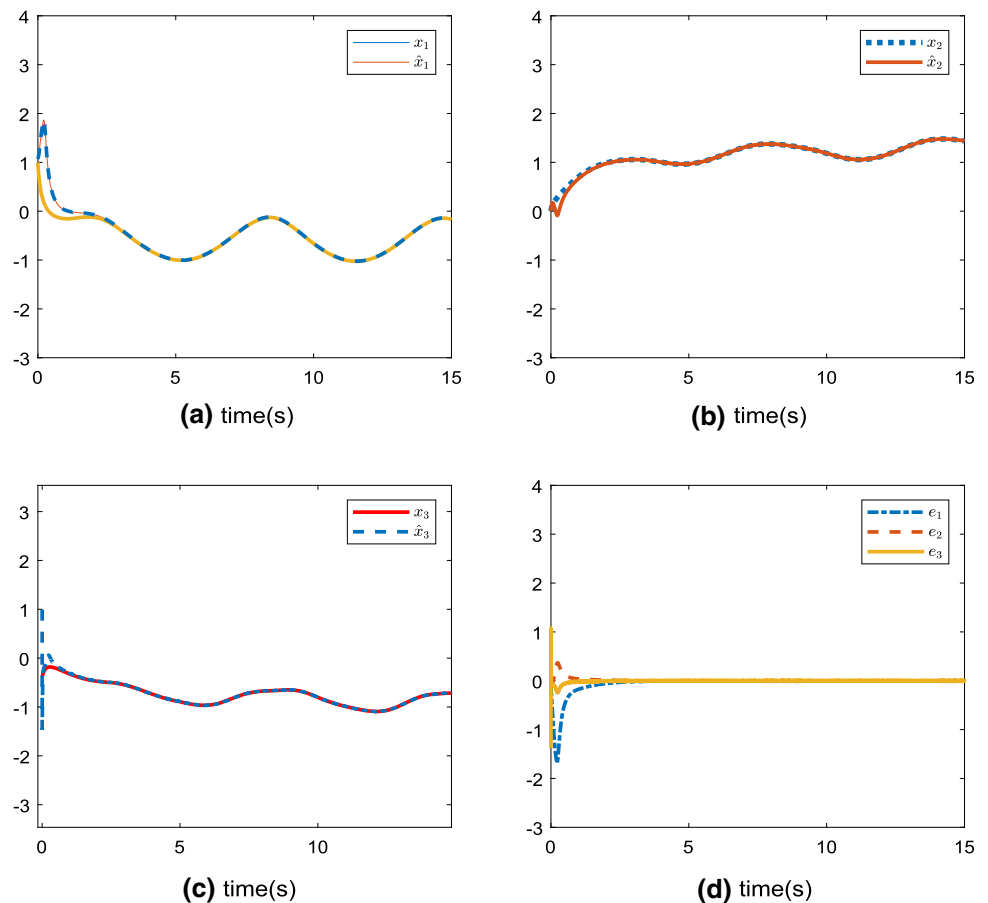 4
3
2
1
0
-1
-2
-3
0 5 10 15
x₁
x̂₁
(a) time(s)
4
3
2
1
0
-1
-2
-3
0 5 10 15
x₂
x̂₂
(b) time(s)
3
2
1
0
-1
-2
-3
0 5 10
x₃
x̂₃
(c) time(s)
4
3
2
1
0
-1
-2
-3
0 5 10 15
e₁
e₂
e₃
(d) time(s)